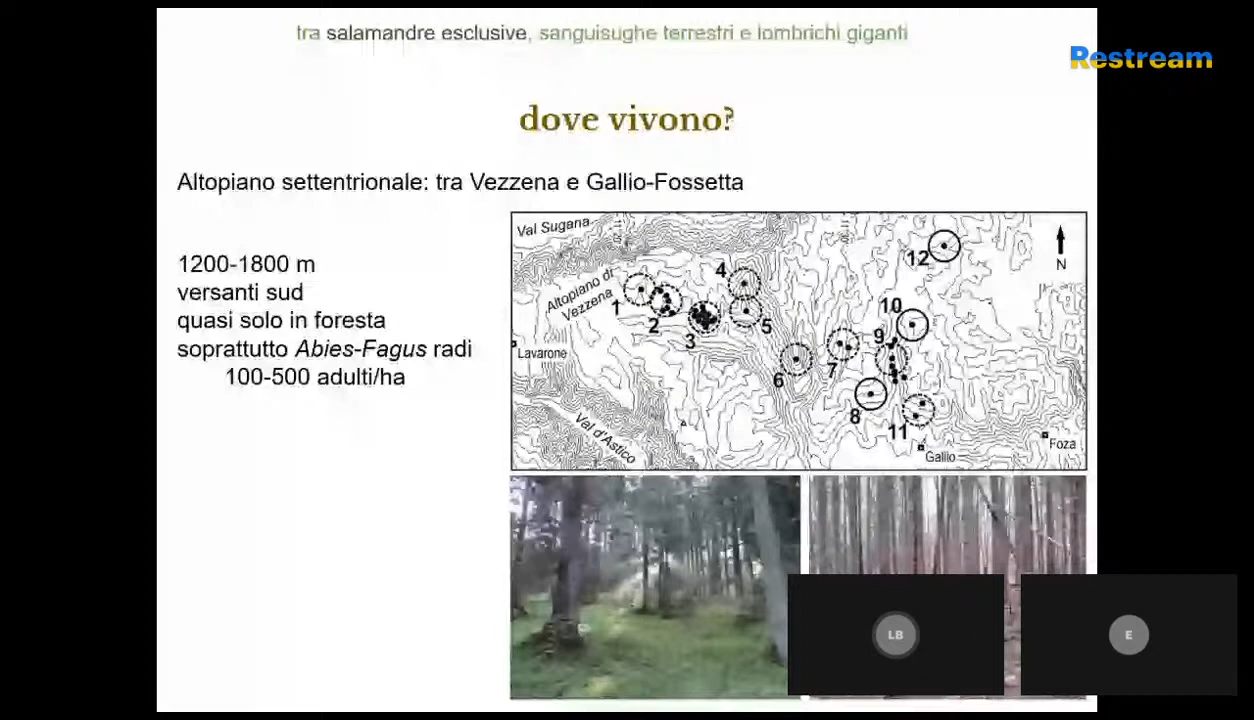 tra salamandre esclusive, sanguisughe terrestri e lombrichi giganti
Restream
dove vivono?
Altopiano settentrionale: tra Vezzena e Gallio-Fossetta
1200-1800 m
versanti sud
quasi solo in foresta
soprattutto Abies-Fagus radi
100-500 adulti/ha
Val Sugana
Altopiano di
Vezzena
Lavarone
Val d'Astico
1
2
3
4
5
6
7
8
9
10
11
12
N
Gallio
Foza
LB
E